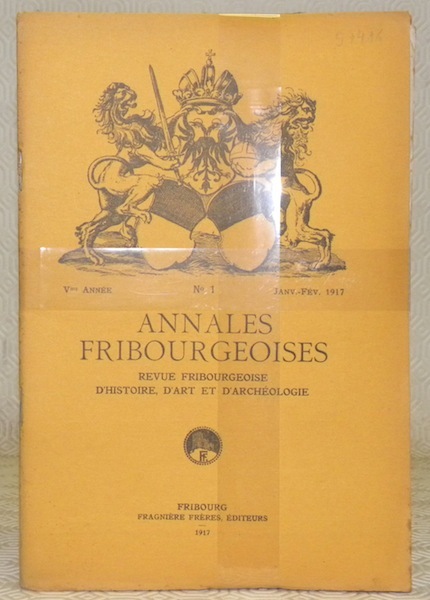 Vme Année No 1 Janv.-Fév. 1917
ANNALES
FRIBOURGEOISES
REVUE FRIBOURGEOISE
D'HISTOIRE, D'ART ET D'ARCHÉOLOGIE
FRIBOURG
FRAGNIÈRE FRÈRES, ÉDITEURS
1917